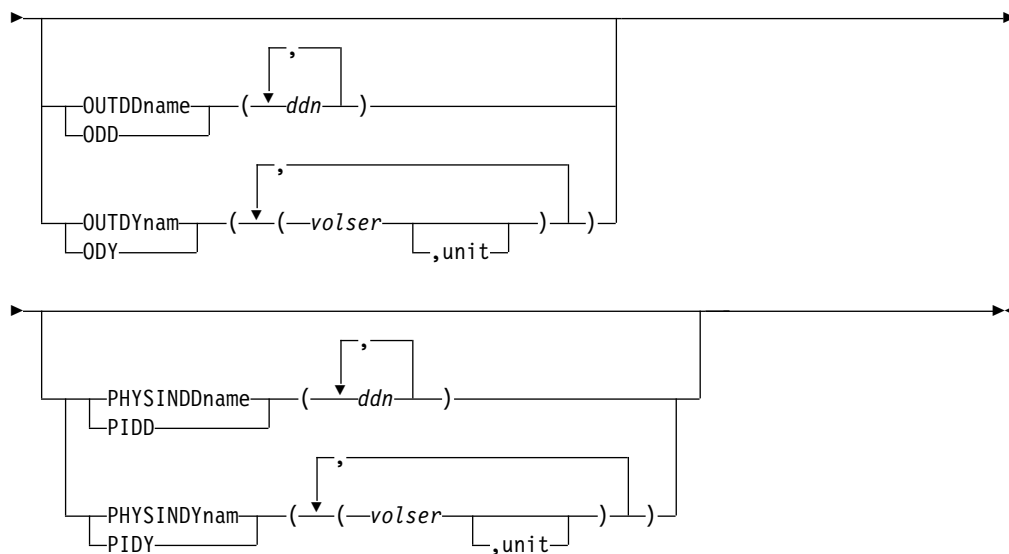 ,
OUTDDname ( ddn )
ODD
,
OUTDYnam ( ( volser ) )
ODY ,unit
,
PHYSINDDname ( ddn )
PIDD
,
PHYSINDYnam ( ( volser ) )
PIDY ,unit